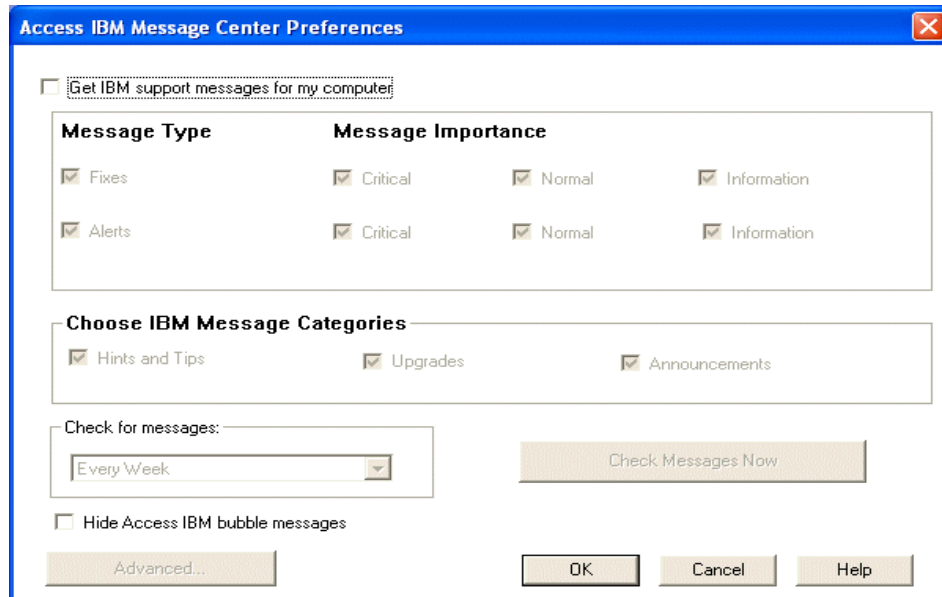 Access IBM Message Center Preferences
Get IBM support messages for my computer
Message Type Message Importance
Fixes Critical Normal Information
Alerts Critical Normal Information
Choose IBM Message Categories
Hints and Tips Upgrades Announcements
Check for messages:
Every Week Check Messages Now
Hide Access IBM bubble messages
Advanced... OK Cancel Help